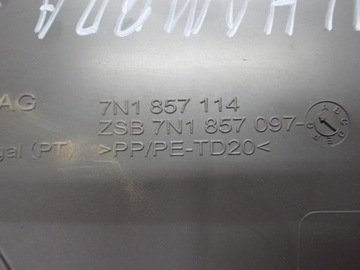 AG
7N1 857 114
ZSB 7N1 857 097-
gal (PT) >PP/PE-TD20<